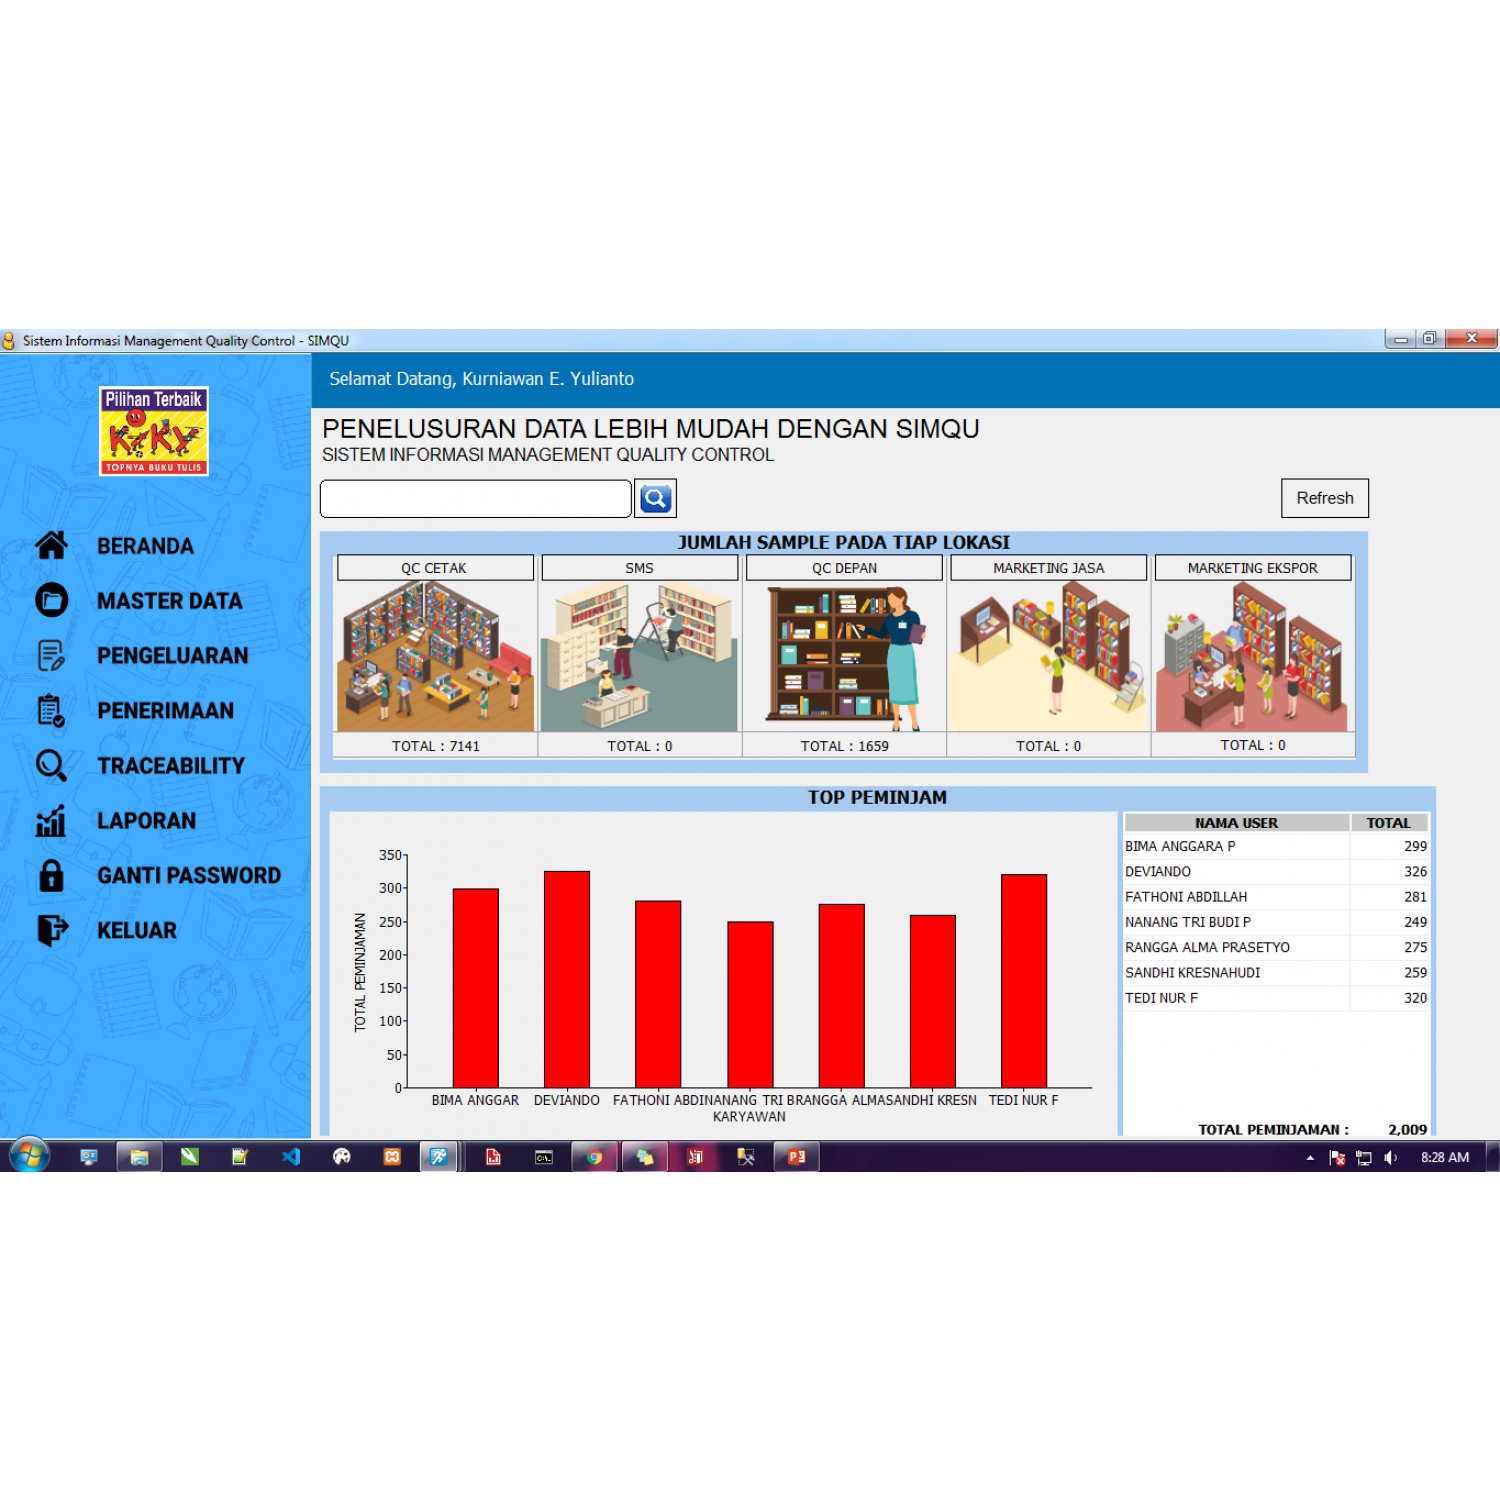 Sistem Informasi Management Quality Control - SIMQU
Selamat Datang, Kurniawan E. Yulianto
Pilihan Terbaik
KiKY
TOPNYA BUKU TULIS
BERANDA
MASTER DATA
PENGELUARAN
PENERIMAAN
TRACEABILITY
LAPORAN
GANTI PASSWORD
KELUAR
PENELUSURAN DATA LEBIH MUDAH DENGAN SIMQU
SISTEM INFORMASI MANAGEMENT QUALITY CONTROL
Refresh
JUMLAH SAMPLE PADA TIAP LOKASI
QC CETAK SMS QC DEPAN MARKETING JASA MARKETING EKSPOR
TOTAL : 7141 TOTAL : 0 TOTAL : 1659 TOTAL : 0 TOTAL : 0
TOP PEMINJAM
TOTAL PEMINJAMAN
350
300
250
200
150
100
50
0
BIMA ANGGAR DEVIANDO FATHONI ABDINANANG TRI BRANGGA ALMASANDHI KRESN TEDI NUR F
KARYAWAN
NAMA USER TOTAL
BIMA ANGGARA P 299
DEVIANDO 326
FATHONI ABDILLAH 281
NANANG TRI BUDI P 249
RANGGA ALMA PRASETYO 275
SANDHI KRESNAHUDI 259
TEDI NUR F 320
TOTAL PEMINJAMAN : 2,009
8:28 AM